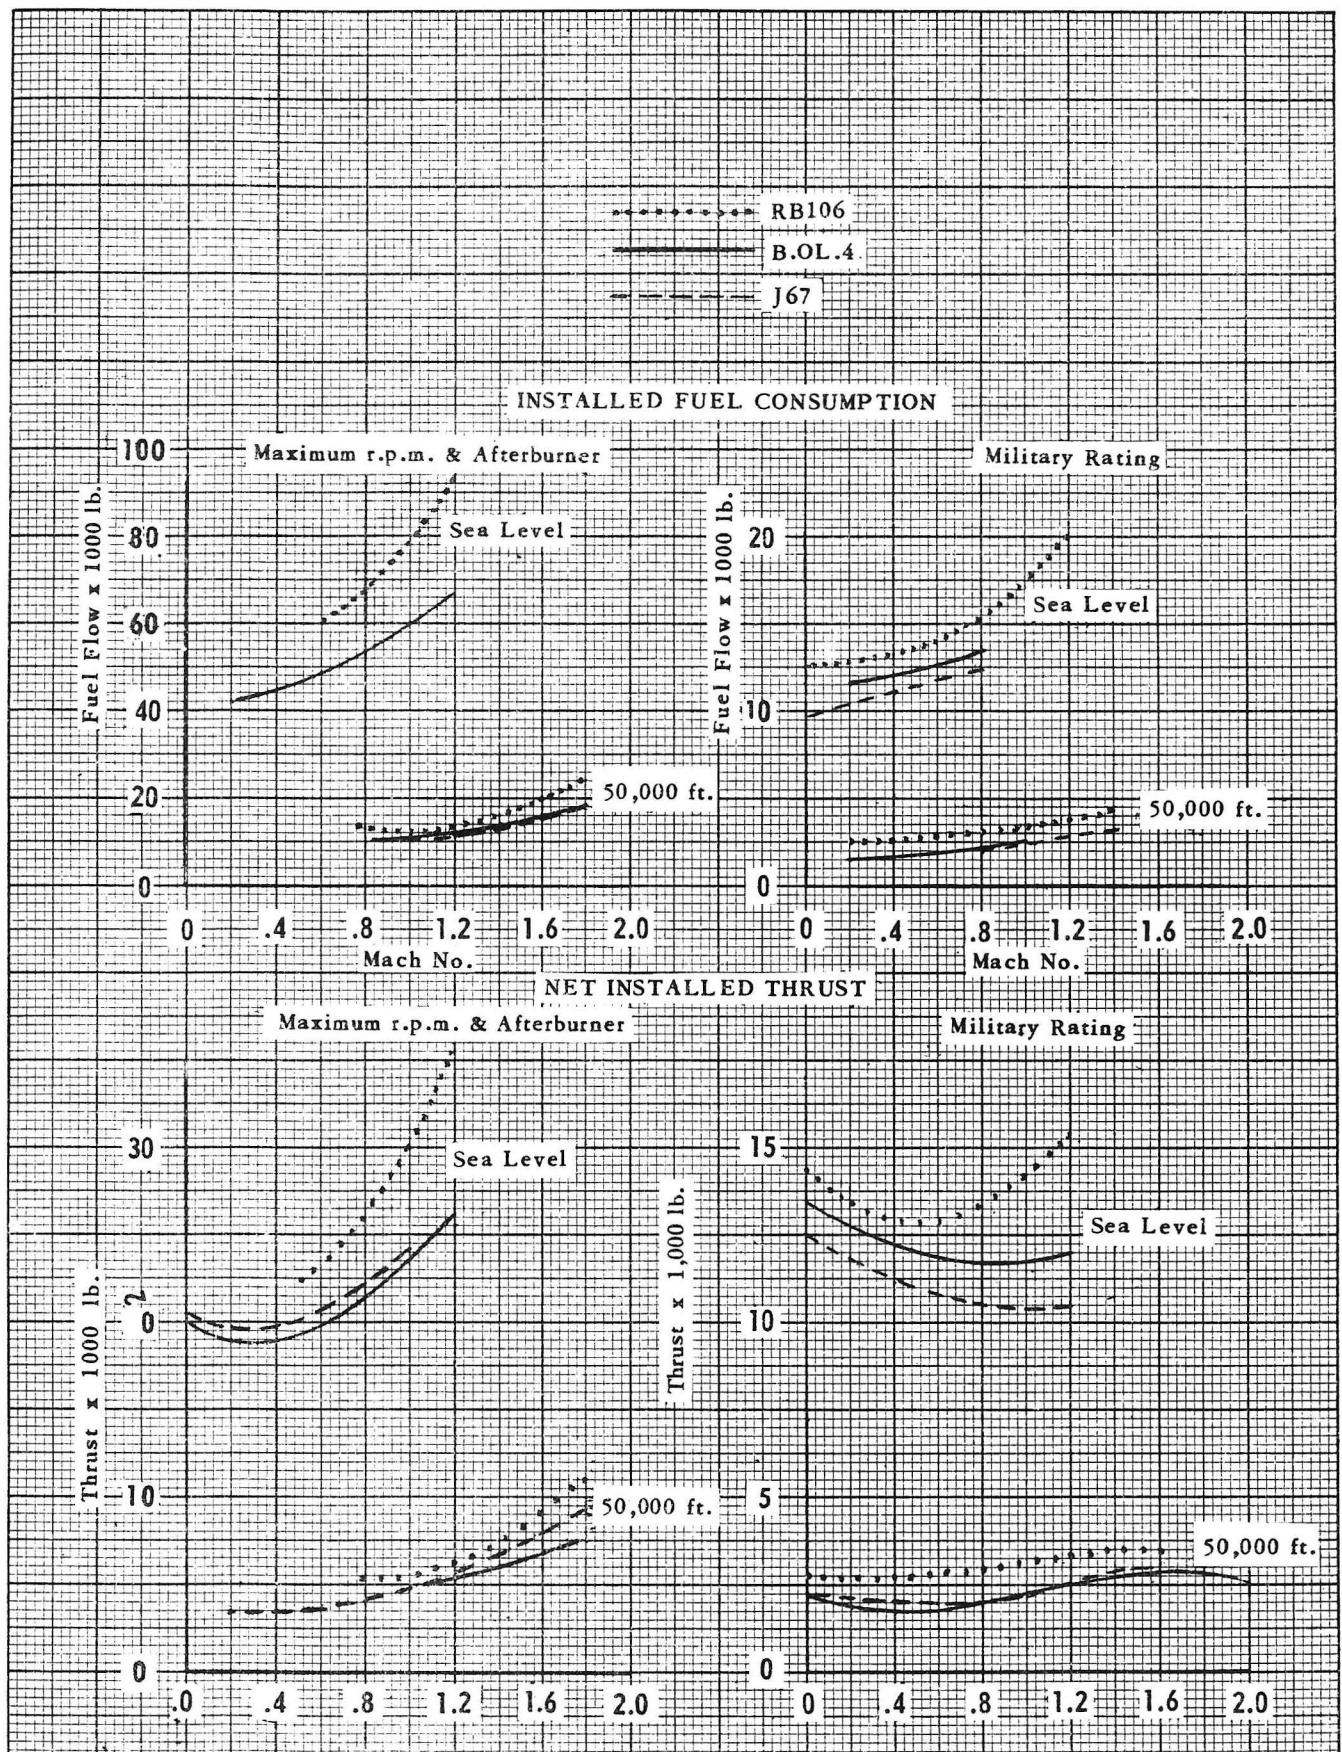 RB106
B.OL.4
J67
INSTALLED FUEL CONSUMPTION
Maximum r.p.m. & Afterburner
Fuel Flow x 1000 lb.
100
80
60
40
20
0
Sea Level
50,000 ft.
0 .4 .8 1.2 1.6 2.0
Mach No.
Military Rating
Fuel Flow x 1000 lb.
20
10
0
Sea Level
50,000 ft.
0 .4 .8 1.2 1.6 2.0
Mach No.
NET INSTALLED THRUST
Maximum r.p.m. & Afterburner
Thrust x 1000 lb.
30
20
10
0
Sea Level
50,000 ft.
.0 .4 .8 1.2 1.6 2.0
Military Rating
Thrust x 1,000 lb.
15
10
5
0
Sea Level
50,000 ft.
0 .4 .8 1.2 1.6 2.0